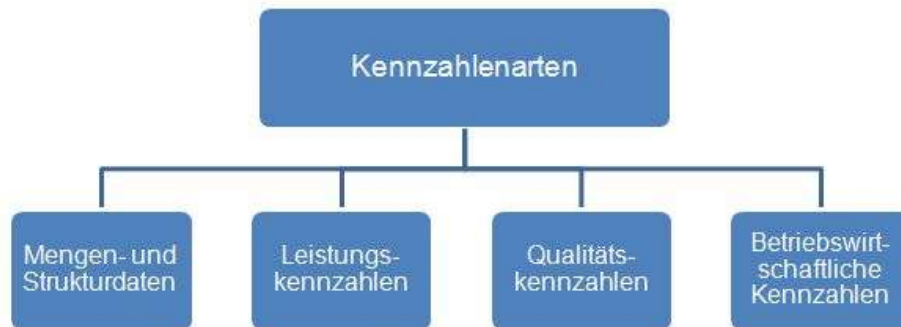 Kennzahlenarten
Mengen- und
Strukturdaten
Leistungs-
kennzahlen
Qualitäts-
kennzahlen
Betriebswirt-
schaftliche
Kennzahlen